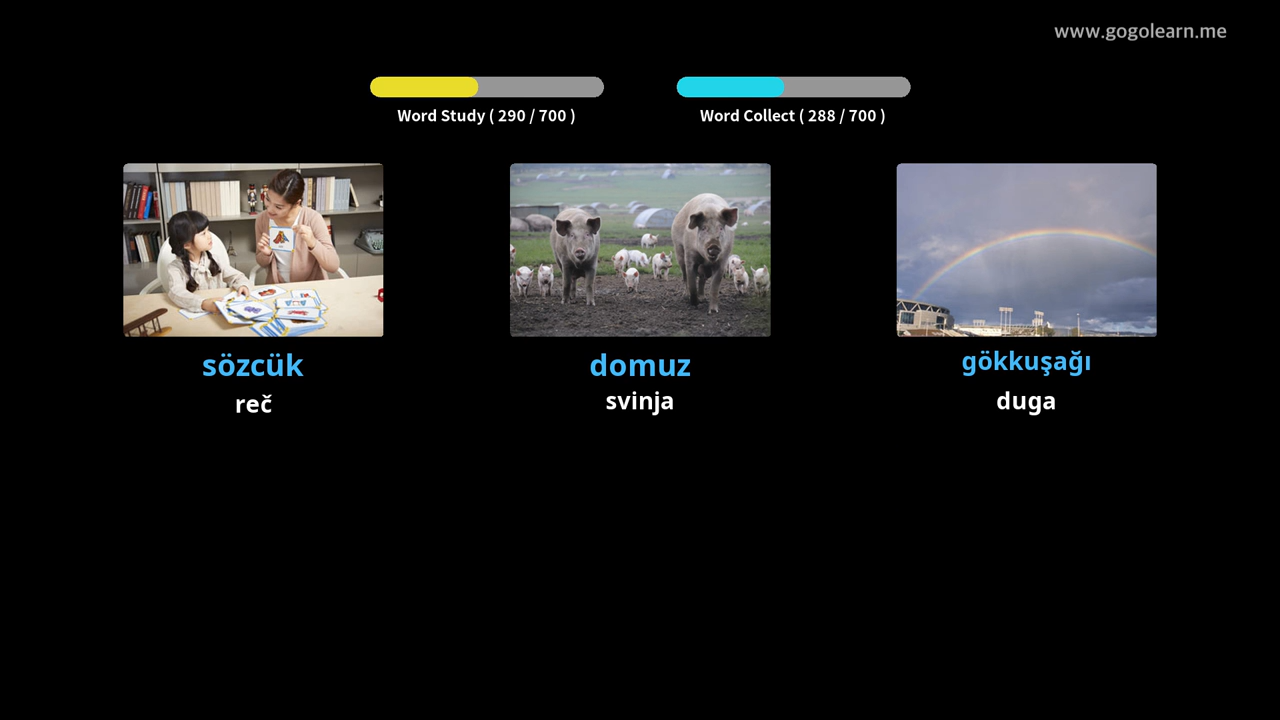 www.gogolearn.me
Word Study ( 290 / 700 )
Word Collect ( 288 / 700 )
sözcük
domuz
gökkuşağı
reč
svinja
duga